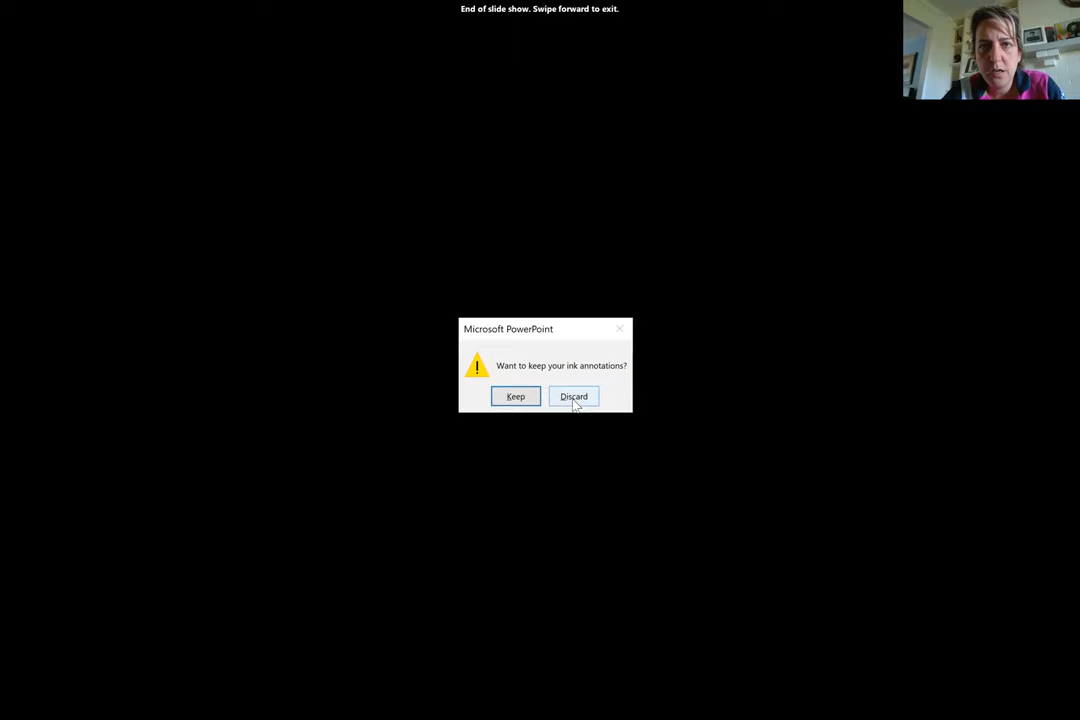 End of slide show. Swipe forward to exit.
Microsoft PowerPoint
Want to keep your ink annotations?
Keep
Discard